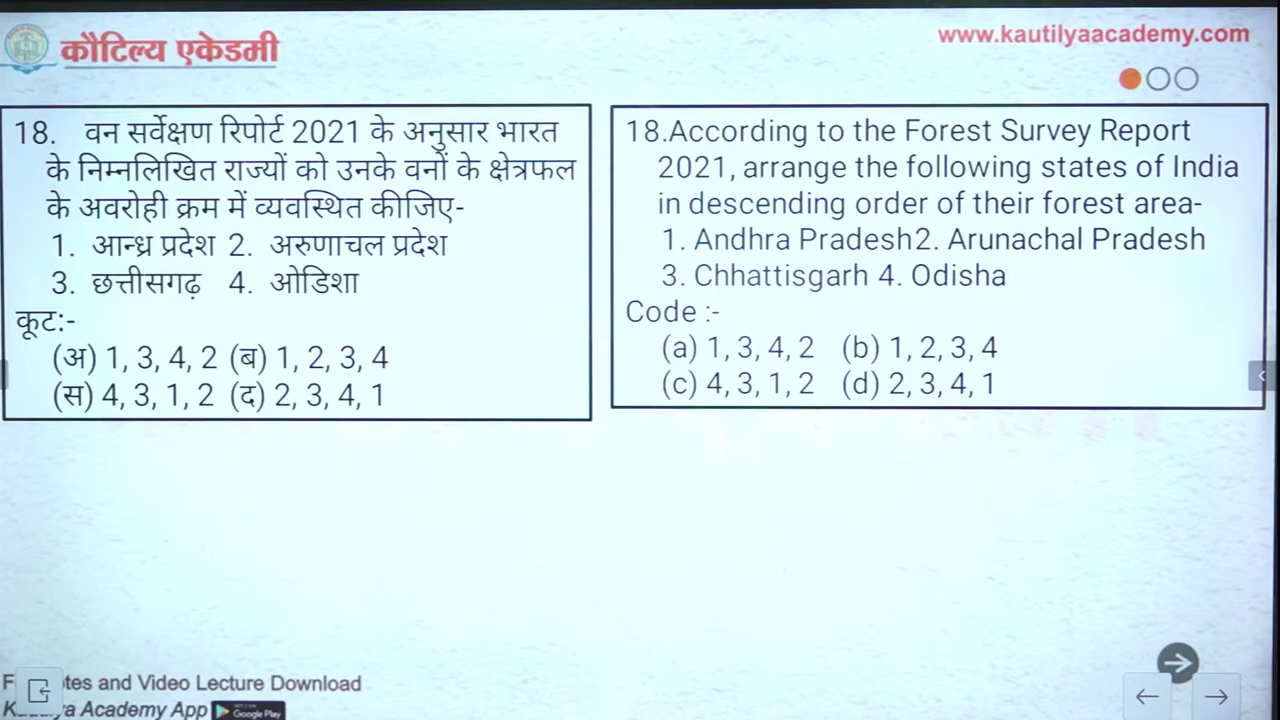 कौटिल्य एकेडमी
www.kautilyaacademy.com
18. वन सर्वेक्षण रिपोर्ट 2021 के अनुसार भारत
के निम्नलिखित राज्यों को उनके वनों के क्षेत्रफल
के अवरोही क्रम में व्यवस्थित कीजिए-
1. आन्ध्र प्रदेश 2. अरुणाचल प्रदेश
3. छत्तीसगढ़ 4. ओडिशा
कूट:-
(अ) 1, 3, 4, 2 (ब) 1, 2, 3, 4
(स) 4, 3, 1, 2 (द) 2, 3, 4, 1
18.According to the Forest Survey Report
2021, arrange the following states of India
in descending order of their forest area-
1. Andhra Pradesh2. Arunachal Pradesh
3. Chhattisgarh 4. Odisha
Code :-
(a) 1, 3, 4, 2 (b) 1, 2, 3, 4
(c) 4, 3, 1, 2 (d) 2, 3, 4, 1
and Video Lecture Download
Academy App Google Play